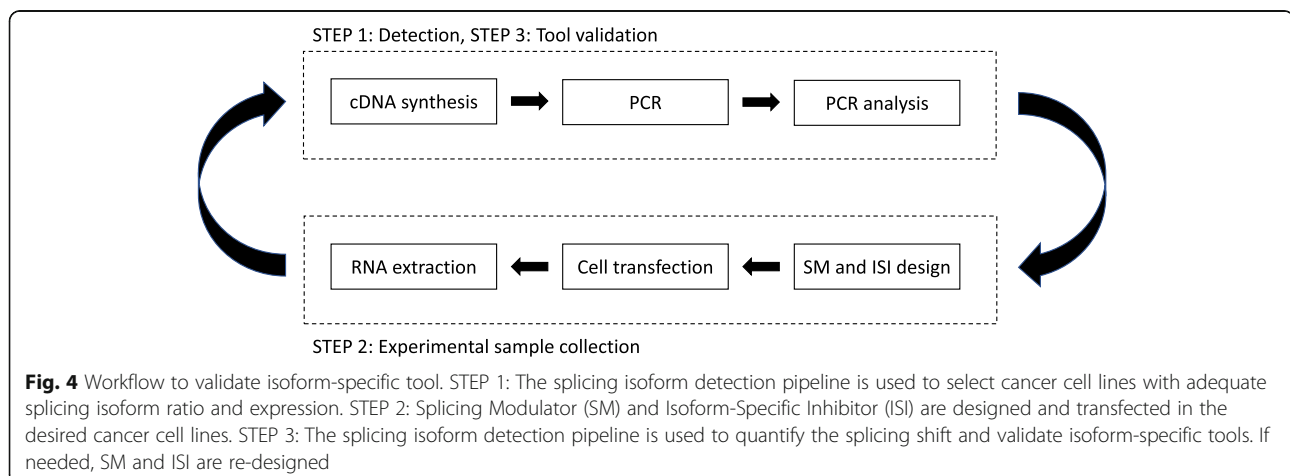 STEP 1: Detection, STEP 3: Tool validation
cDNA synthesis
PCR
PCR analysis
RNA extraction
Cell transfection
SM and ISI design
STEP 2: Experimental sample collection
Fig. 4 Workflow to validate isoform-specific tool. STEP 1: The splicing isoform detection pipeline is used to select cancer cell lines with adequate
splicing isoform ratio and expression. STEP 2: Splicing Modulator (SM) and Isoform-Specific Inhibitor (ISI) are designed and transfected in the
desired cancer cell lines. STEP 3: The splicing isoform detection pipeline is used to quantify the splicing shift and validate isoform-specific tools. If
needed, SM and ISI are re-designed